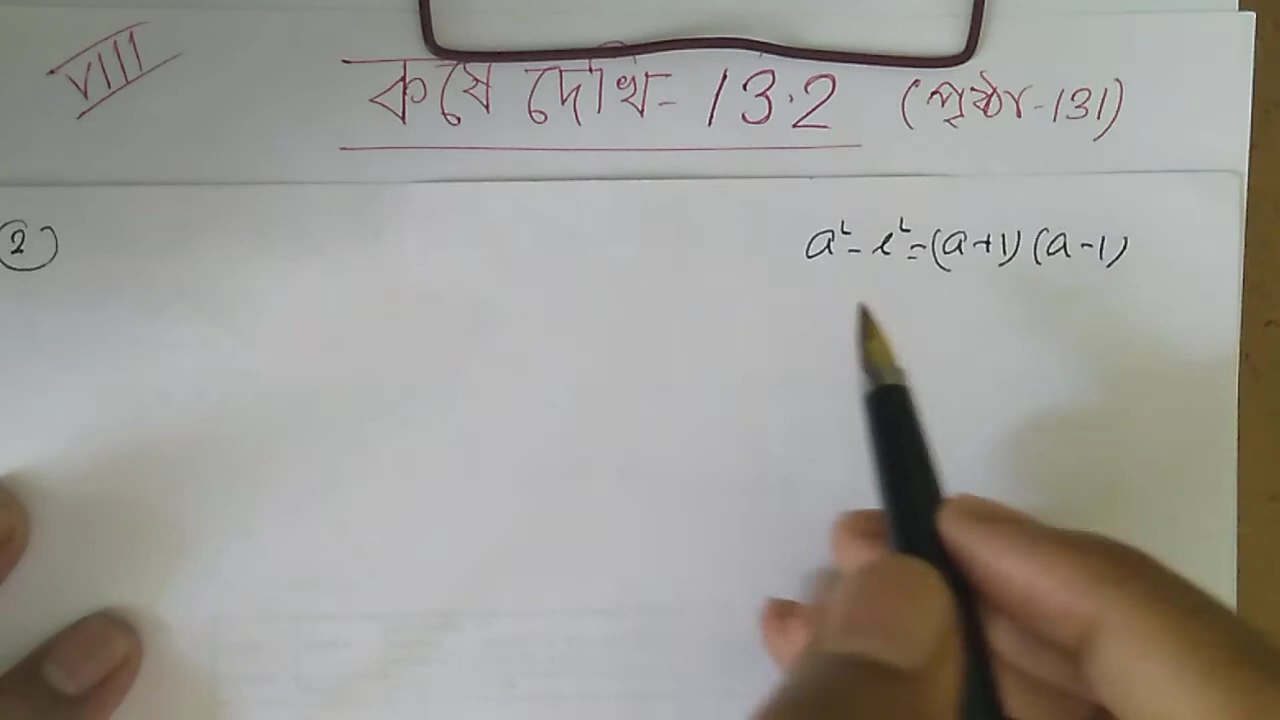 VIII
কষে দেখি - 13.2 (পৃষ্ঠা - 131)
② a² - 1² = (a+1) (a-1)